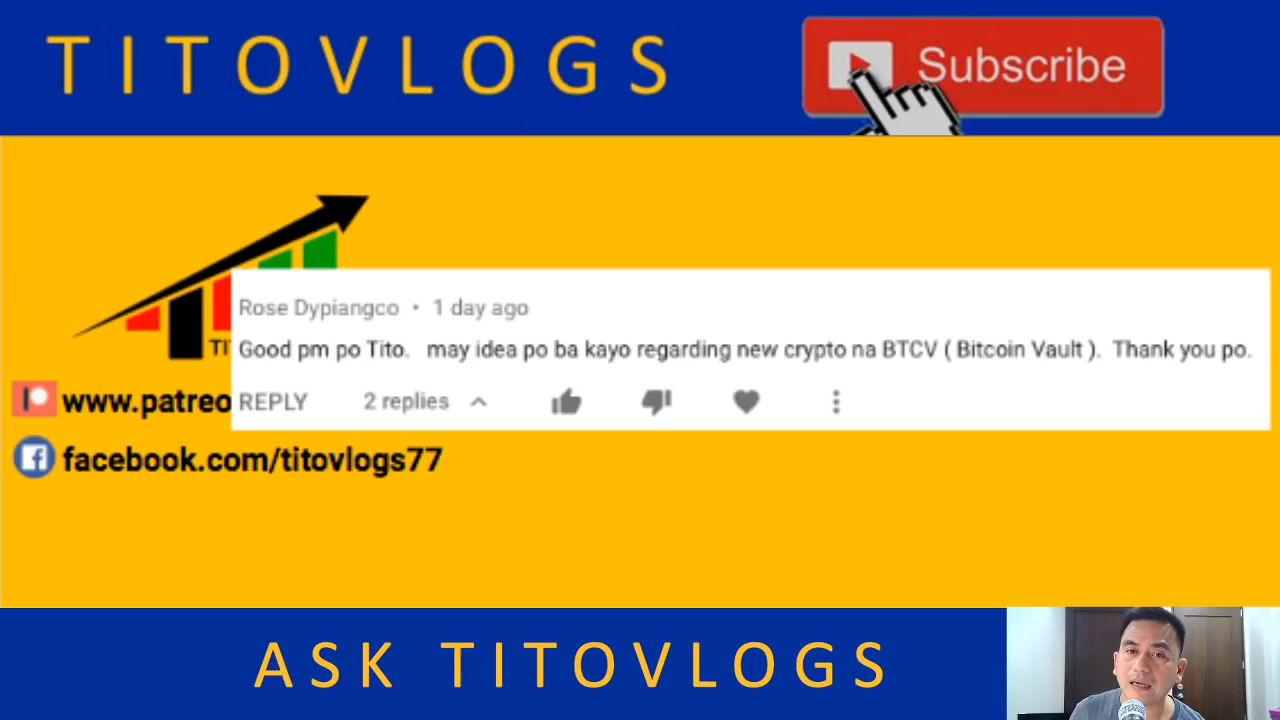 TITOVLOGS
Subscribe
Rose Dypiangco • 1 day ago
TI
Good pm po Tito. may idea po ba kayo regarding new crypto na BTCV ( Bitcoin Vault ). Thank you po.
www.patreo
REPLY 2 replies
facebook.com/titovlogs77
ASK TITOVLOGS